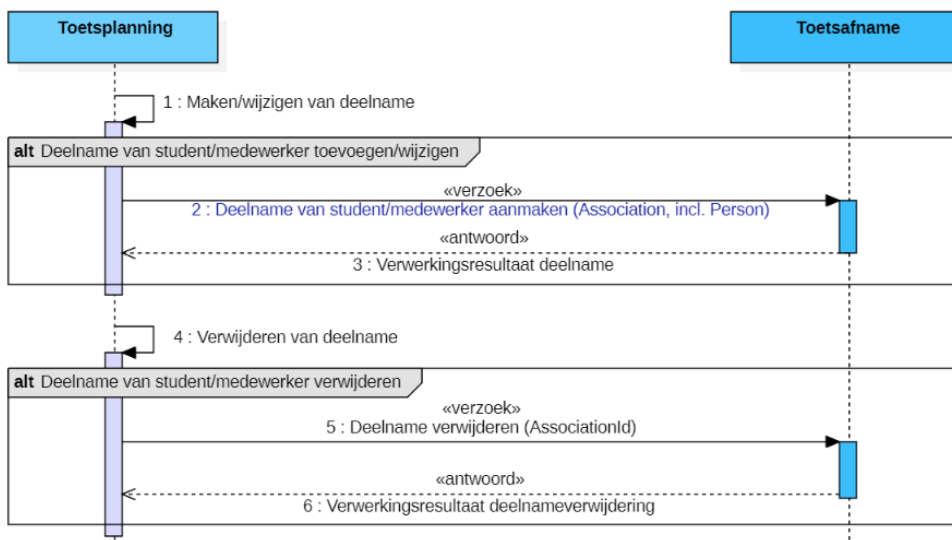 Toetsplanning
Toetsafname
1 : Maken/wijzigen van deelname
alt Deelname van student/medewerker toevoegen/wijzigen
«verzoek»
2 : Deelname van student/medewerker aanmaken (Association, incl. Person)
«antwoord»
3 : Verwerkingsresultaat deelname
4 : Verwijderen van deelname
alt Deelname van student/medewerker verwijderen
«verzoek»
5 : Deelname verwijderen (AssociationId)
«antwoord»
6 : Verwerkingsresultaat deelnameverwijdering